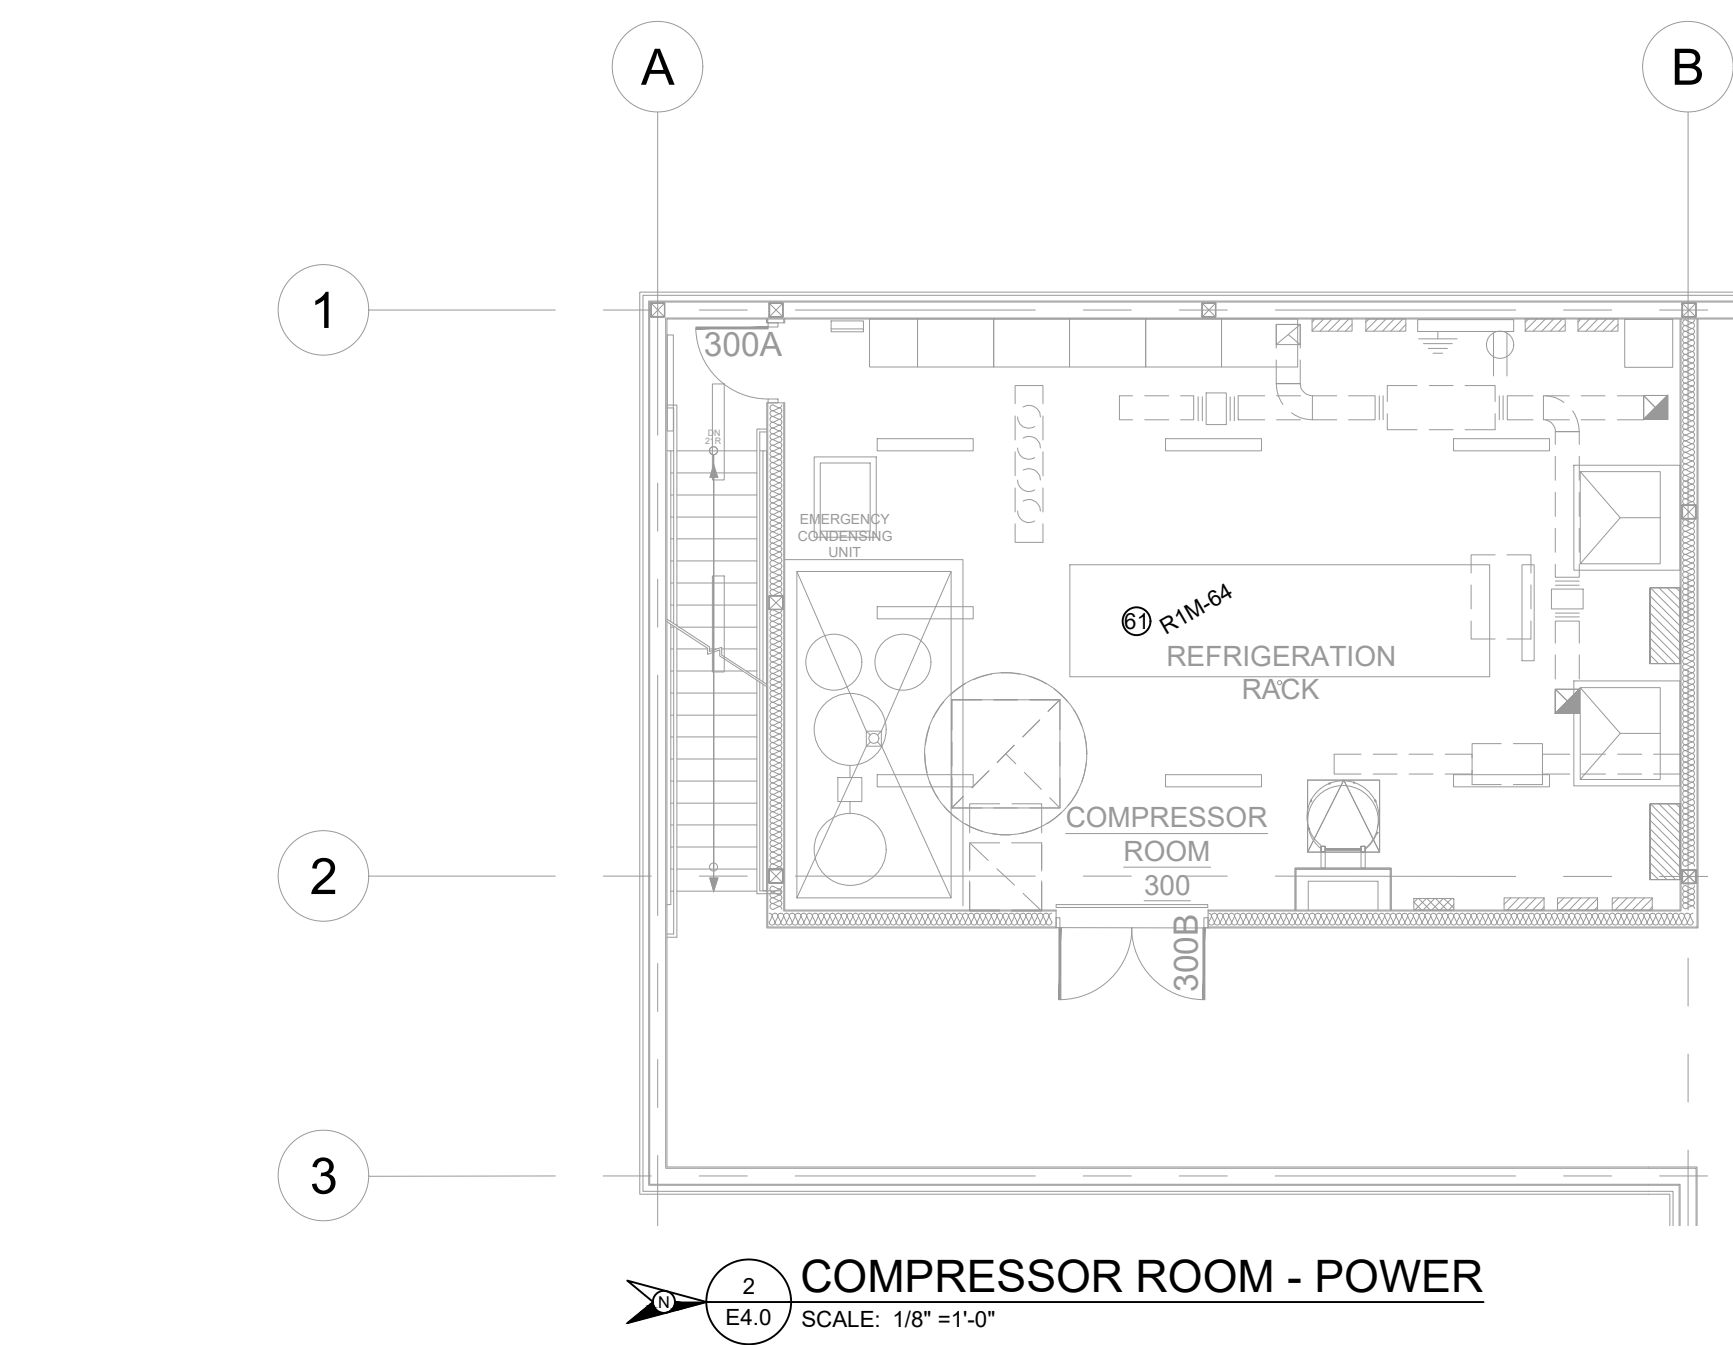 A
B
1
300A
DN
21R
EMERGENCY
CONDENSING
UNIT
61 R1M-64
REFRIGERATION
RACK
COMPRESSOR
ROOM
300
2
300B
3
N
2
E4.0
COMPRESSOR ROOM - POWER
SCALE: 1/8" =1'-0"